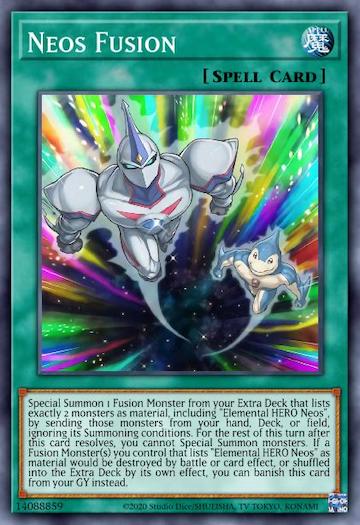 NEOS FUSION
[SPELL CARD]
Special Summon 1 Fusion Monster from your Extra Deck that lists
exactly 2 monsters as material, including "Elemental HERO Neos",
by sending those monsters from your hand, Deck, or field,
ignoring its Summoning conditions. For the rest of this turn after
this card resolves, you cannot Special Summon monsters. If a
Fusion Monster(s) you control that lists "Elemental HERO Neos" as
material would be destroyed by battle or card effect, or shuffled
into the Extra Deck by its own effect, you can banish this card
from your GY instead.
14088859
©2020 Studio Dice/SHUEISHA, TV TOKYO, KONAMI